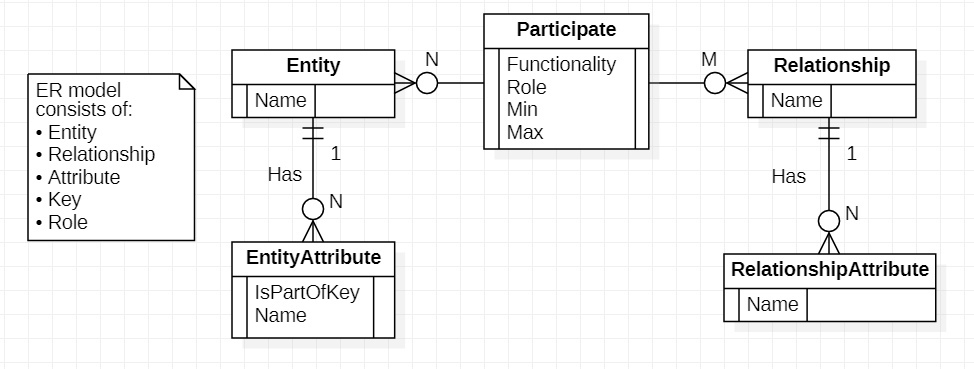 ER model
consists of:
• Entity
• Relationship
• Attribute
• Key
• Role
Entity
Name
N
Participate
Functionality
Role
Min
Max
M
Relationship
Name
1
Has
N
EntityAttribute
IsPartOfKey
Name
1
Has
N
RelationshipAttribute
Name